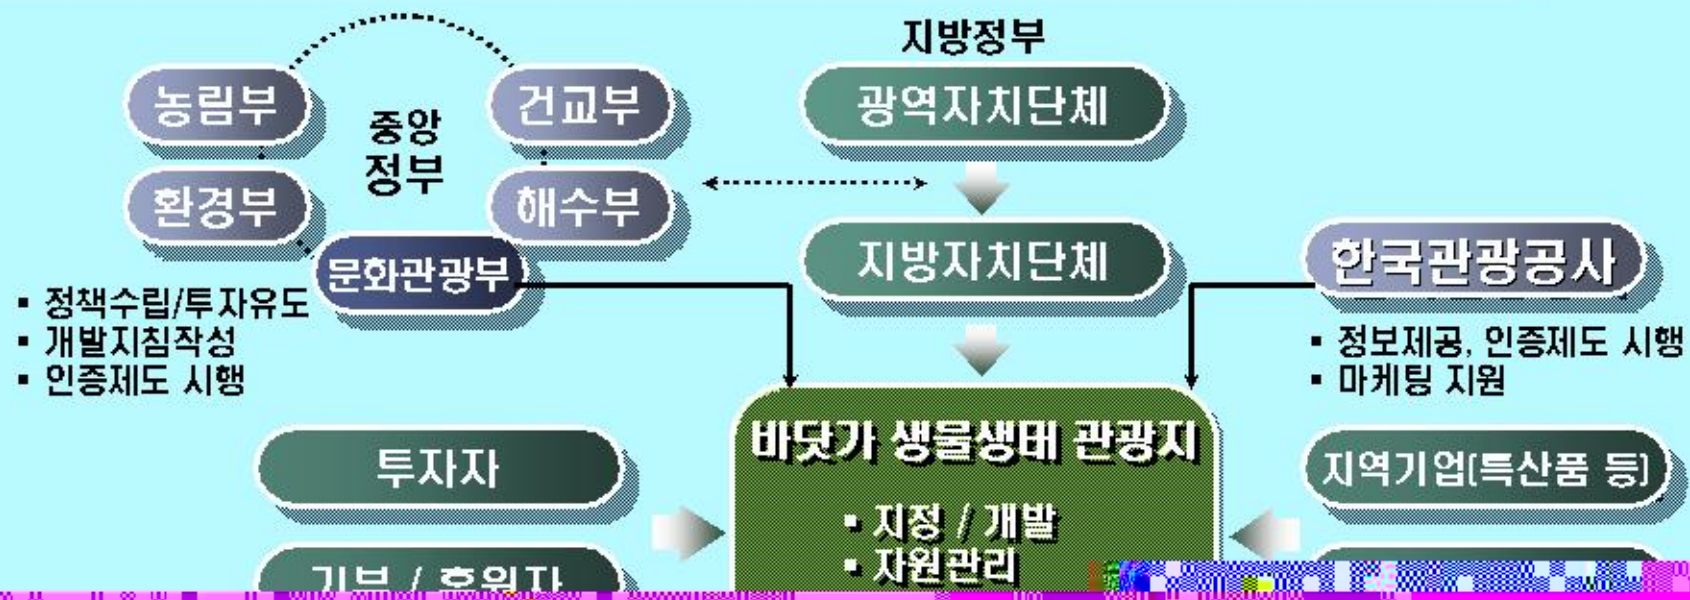 지방정부
농림부
건교부
광역자치단체
중앙
정부
환경부
해수부
문화관광부
지방자치단체
한국관광공사
▪ 정책수립/투자유도
▪ 개발지침작성
▪ 인증제도 시행
▪ 정보제공, 인증제도 시행
▪ 마케팅 지원
바닷가 생물생태 관광지
투자자
지역기업(특산품 등)
▪ 지정 / 개발
▪ 자원관리
기부 / 후원자